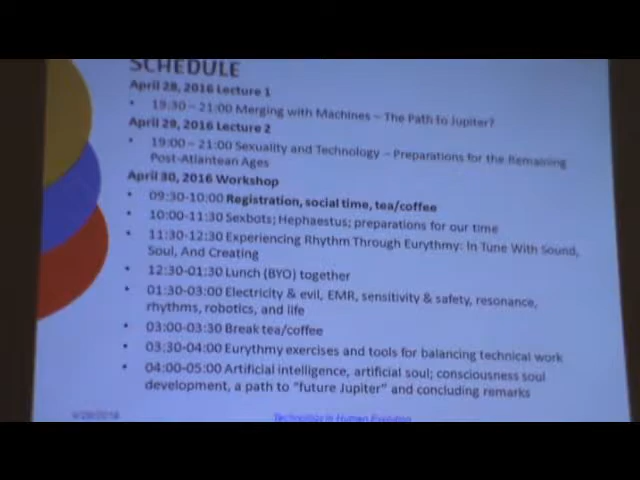 SCHEDULE
April 28, 2016 Lecture 1
• 19:30 – 21:00 Merging with Machines – The Path to Jupiter?
April 29, 2016 Lecture 2
• 19:00 – 21:00 Sexuality and Technology – Preparations for the Remaining
Post-Atlantean Ages
April 30, 2016 Workshop
• 09:30-10:00 Registration, social time, tea/coffee
• 10:00-11:30 Sexbots; Hephaestus; preparations for our time
• 11:30-12:30 Experiencing Rhythm Through Eurythmy: In Tune With Sound,
Soul, And Creating
• 12:30-01:30 Lunch (BYO) together
• 01:30-03:00 Electricity & evil, EMR, sensitivity & safety, resonance,
rhythms, robotics, and life
• 03:00-03:30 Break tea/coffee
• 03:30-04:00 Eurythmy exercises and tools for balancing technical work
• 04:00-05:00 Artificial intelligence, artificial soul; consciousness soul
development, a path to "future Jupiter" and concluding remarks
Technology in Human Evolution